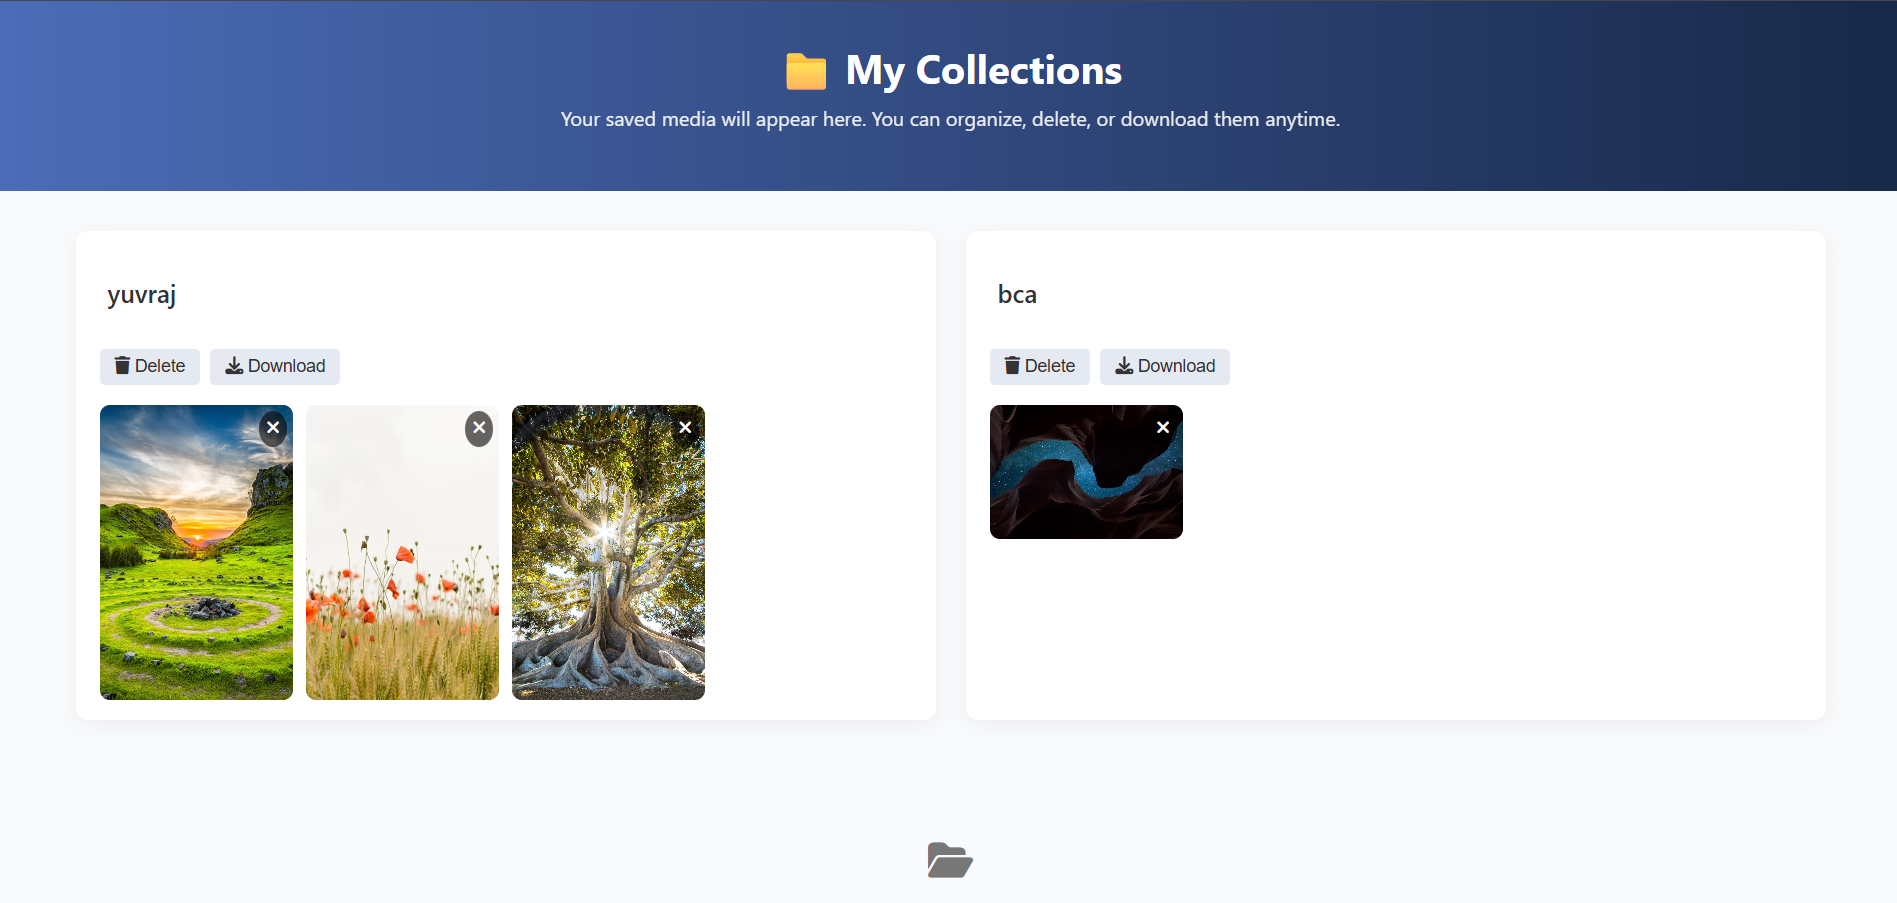 My Collections
Your saved media will appear here. You can organize, delete, or download them anytime.
yuvraj
Delete
Download
bca
Delete
Download